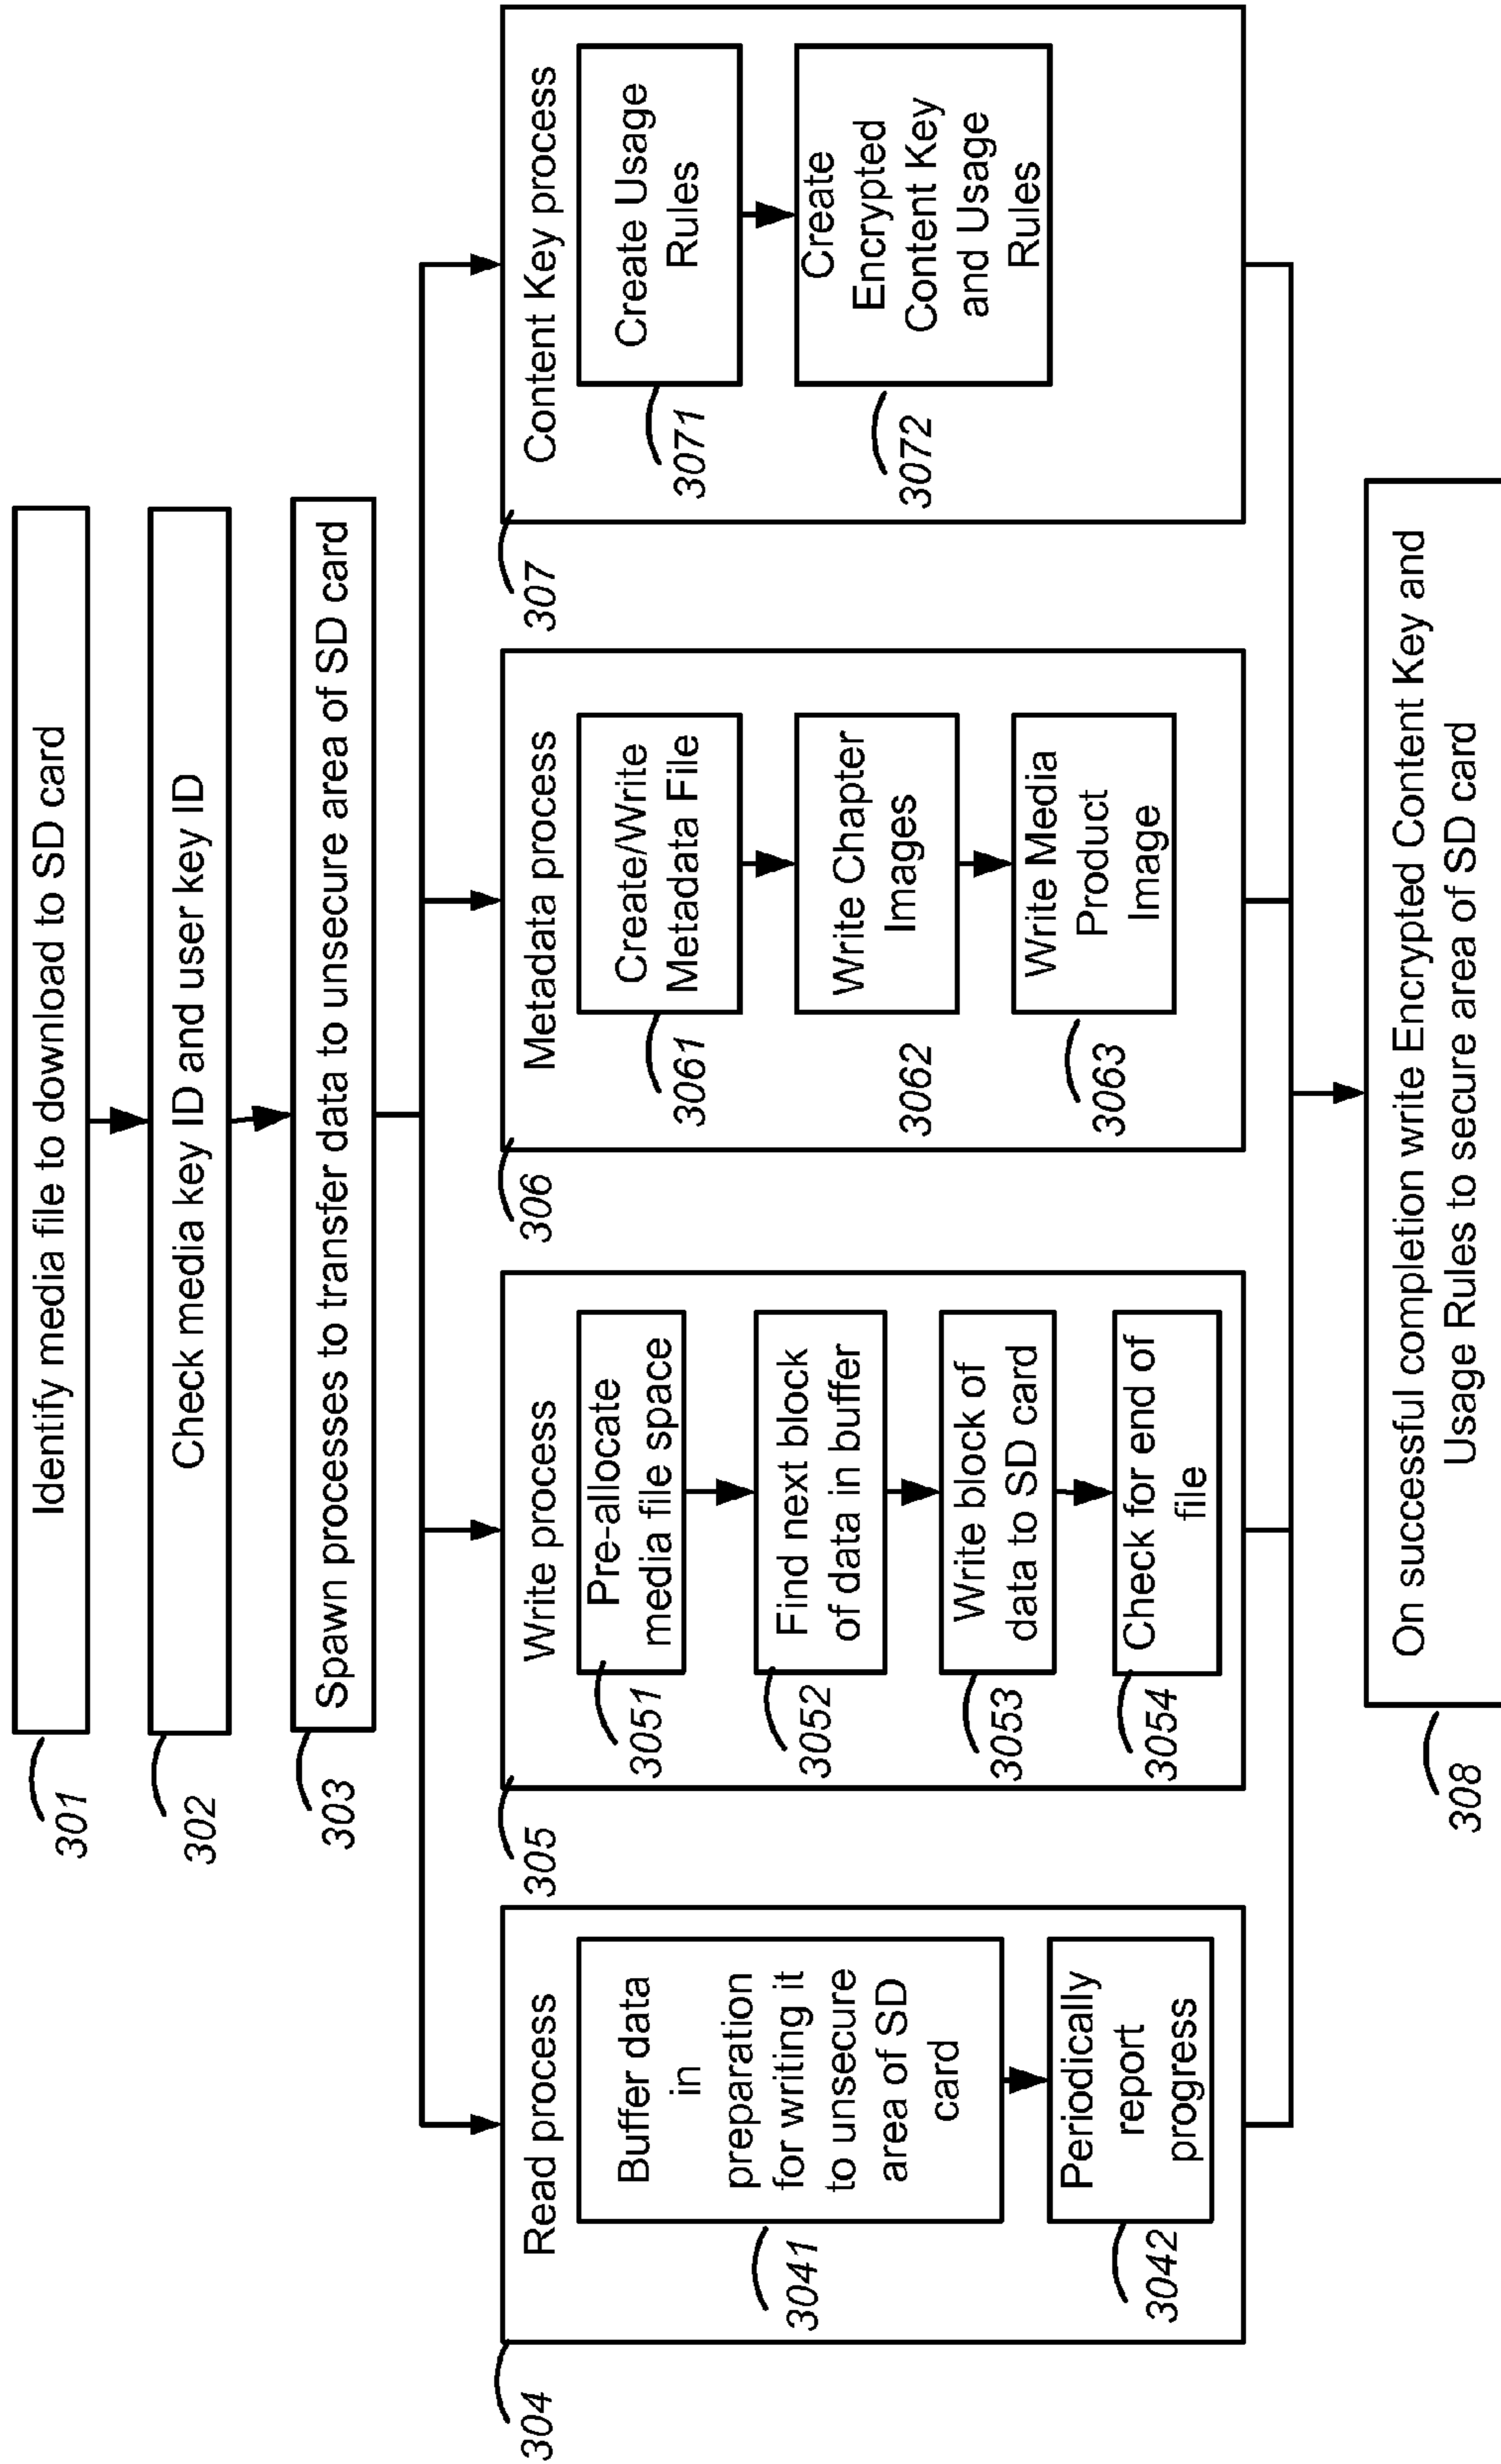 301
Identify media file to download to SD card
302
Check media key ID and user key ID
303
Spawn processes to transfer data to unsecure area of SD card
304
Read process
3041
Buffer data
in
preparation
for writing it
to unsecure
area of SD
card
3042
Periodically
report
progress
305
Write process
3051
Pre-allocate
media file space
3052
Find next block
of data in buffer
3053
Write block of
data to SD card
3054
Check for end of
file
306
Metadata process
3061
Create/Write
Metadata File
3062
Write Chapter
Images
3063
Write Media
Product
Image
307
Content Key process
3071
Create Usage
Rules
3072
Create
Encrypted
Content Key
and Usage
Rules
308
On successful completion write Encrypted Content Key and
Usage Rules to secure area of SD card